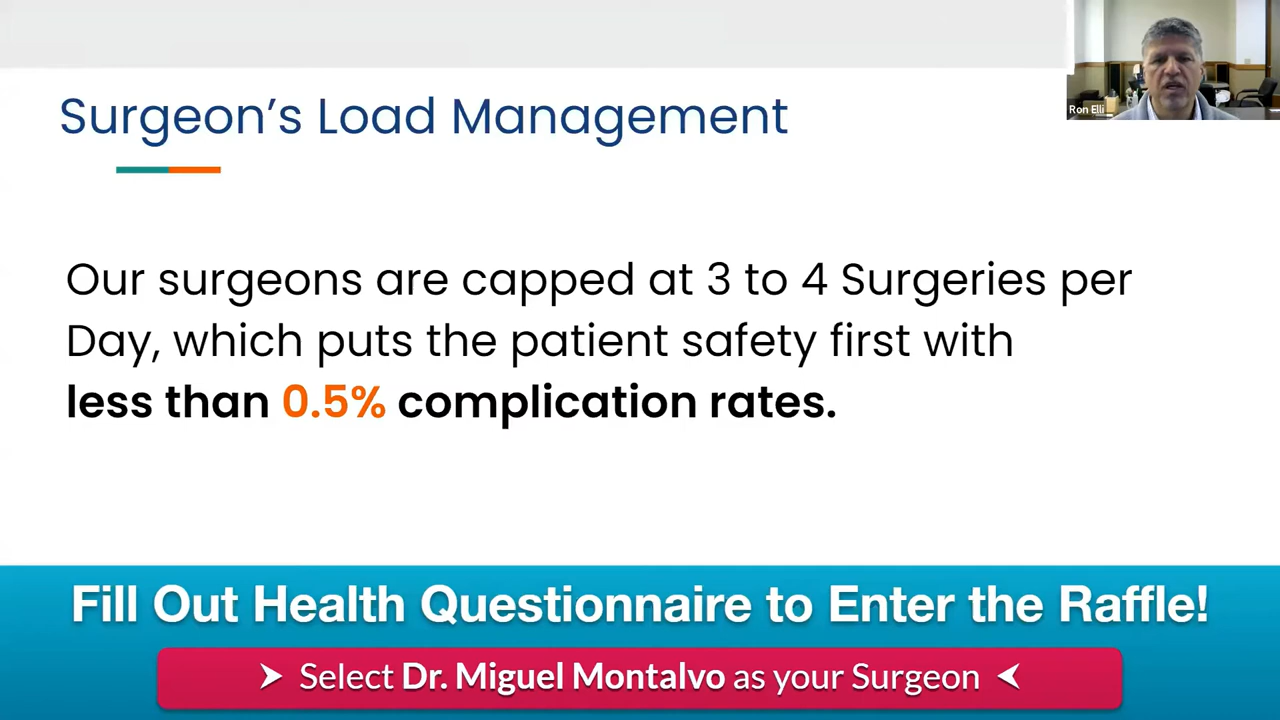 Surgeon’s Load Management
Ron Elli
Our surgeons are capped at 3 to 4 Surgeries per
Day, which puts the patient safety first with
less than 0.5% complication rates.
Fill Out Health Questionnaire to Enter the Raffle!
Select Dr. Miguel Montalvo as your Surgeon